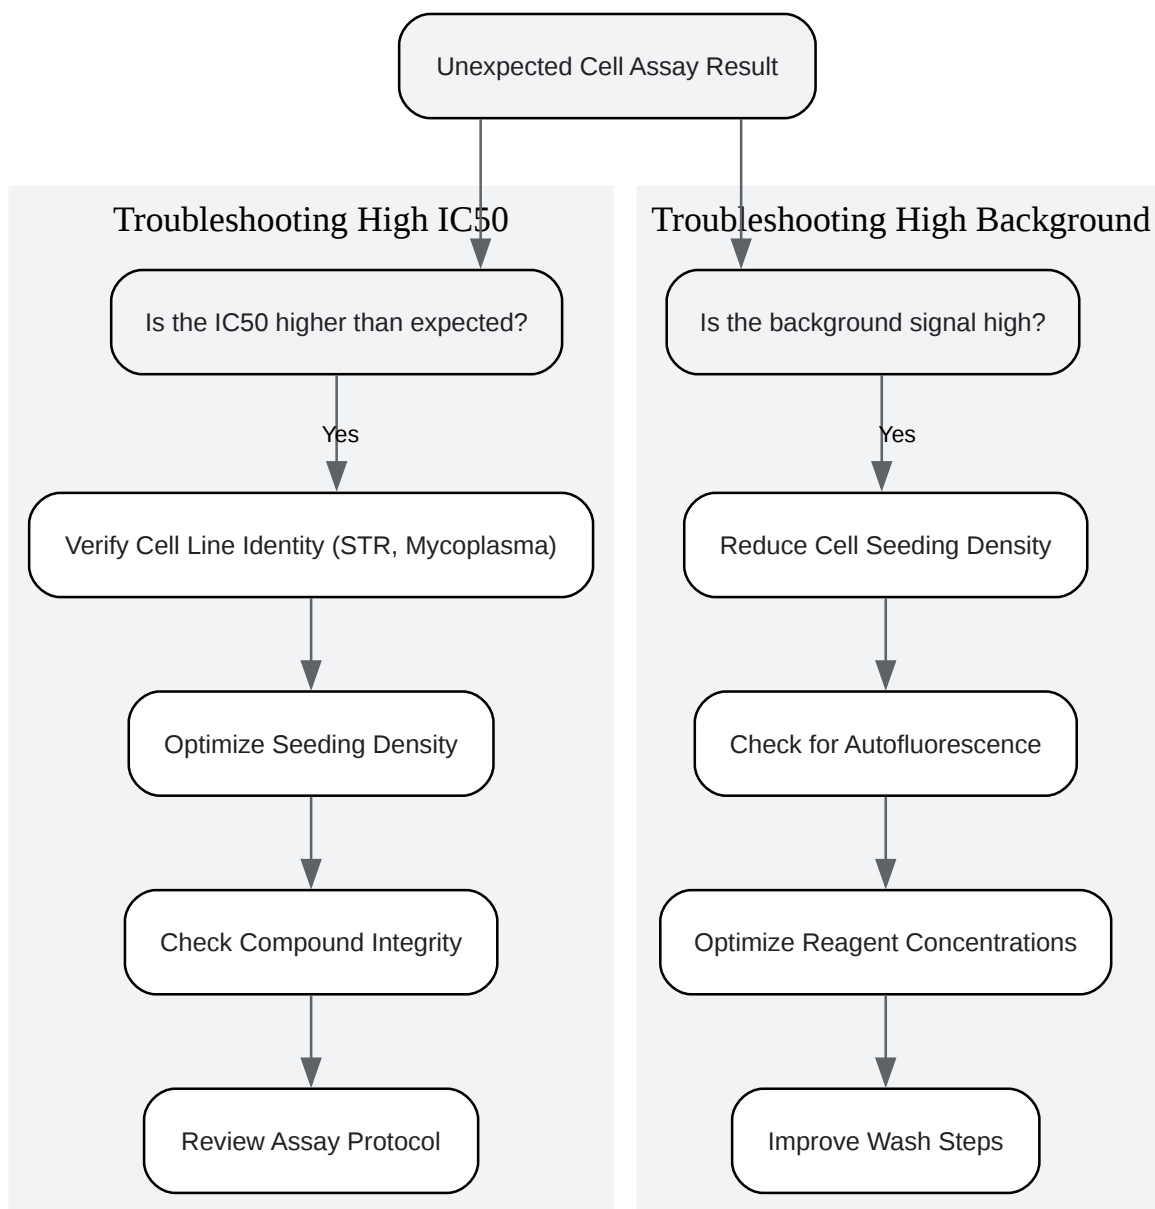 Unexpected Cell Assay Result
Troubleshooting High IC50
Is the IC50 higher than expected?
Yes
Verify Cell Line Identity (STR, Mycoplasma)
Optimize Seeding Density
Check Compound Integrity
Review Assay Protocol
Troubleshooting High Background
Is the background signal high?
Yes
Reduce Cell Seeding Density
Check for Autofluorescence
Optimize Reagent Concentrations
Improve Wash Steps